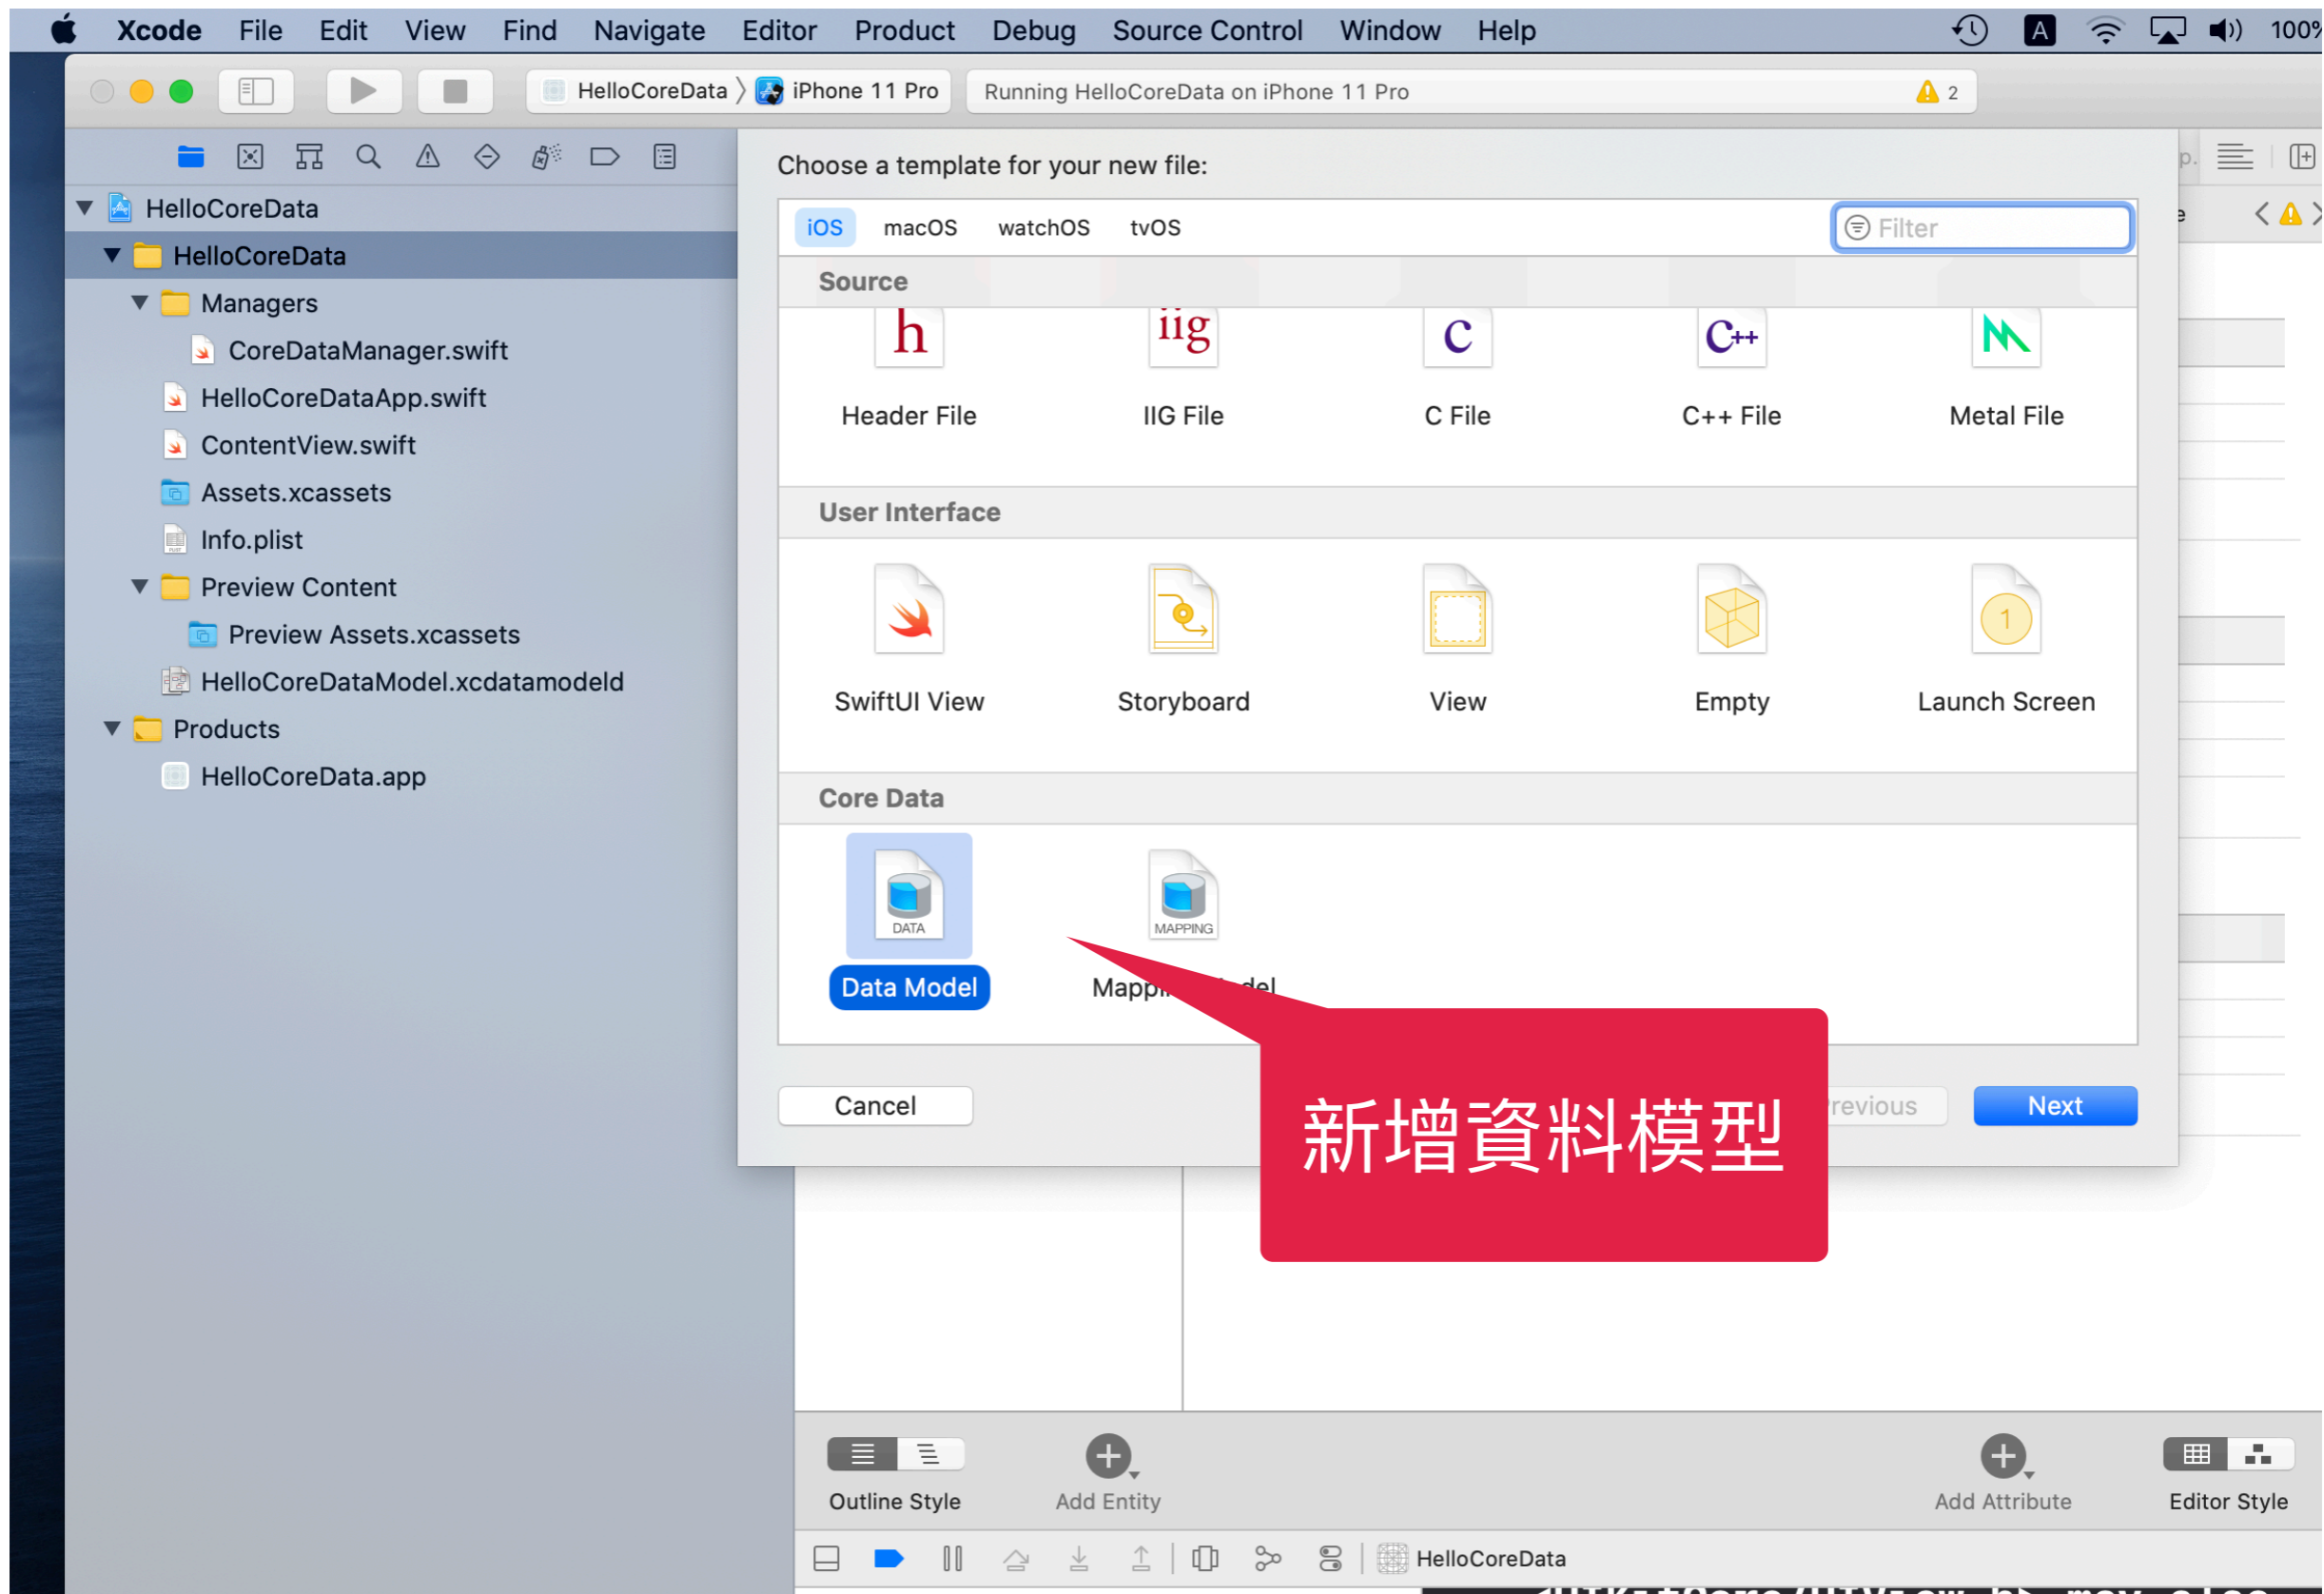 Xcode File Edit View Find Navigate Editor Product Debug Source Control Window Help A 100%
HelloCoreData iPhone 11 Pro Running HelloCoreData on iPhone 11 Pro 2
Choose a template for your new file:
HelloCoreData
HelloCoreData
Managers
CoreDataManager.swift
HelloCoreDataApp.swift
ContentView.swift
Assets.xcassets
Info.plist
Preview Content
Preview Assets.xcassets
HelloCoreDataModel.xcdatamodeld
Products
HelloCoreData.app
iOS macOS watchOS tvOS Filter
Source
h iig C C++
Header File IIG File C File C++ File Metal File
User Interface
1
SwiftUI View Storyboard View Empty Launch Screen
Core Data
DATA MAPPING
Data Model
新增資料模型
Cancel Next
Outline Style Add Entity Add Attribute Editor Style
HelloCoreData